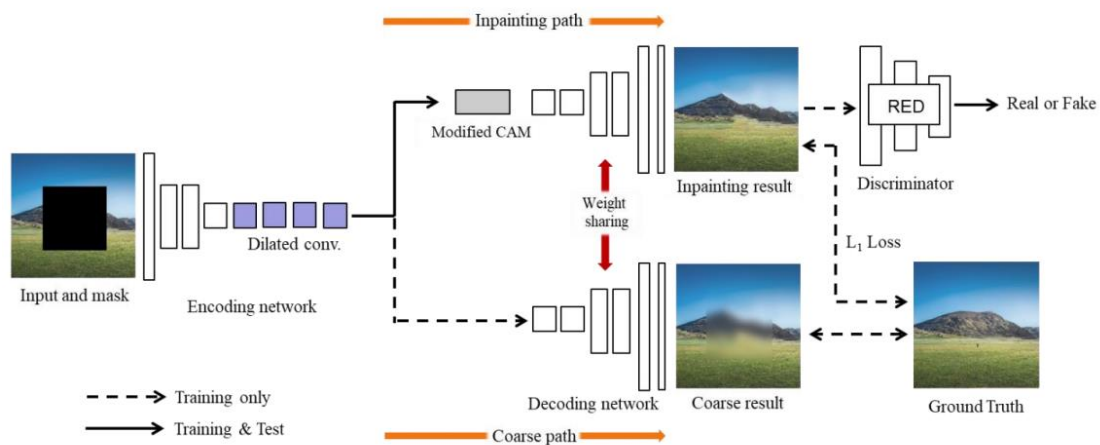 Inpainting path
Modified CAM
RED
Real or Fake
Inpainting result
Discriminator
Weight
sharing
Dilated conv.
L₁ Loss
Input and mask
Encoding network
Training only
Decoding network
Coarse result
Ground Truth
Training & Test
Coarse path